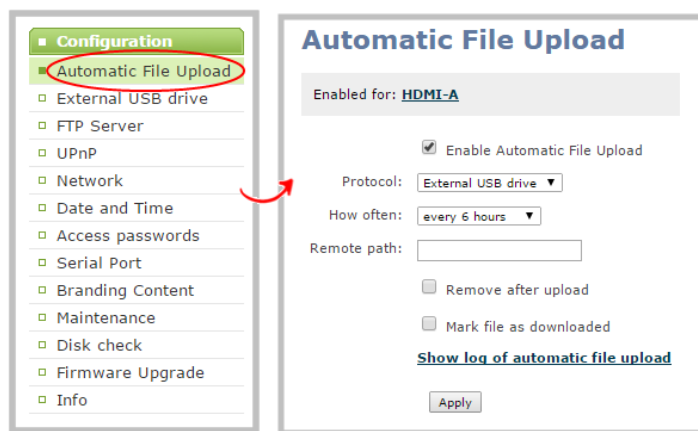 Configuration
Automatic File Upload
External USB drive
FTP Server
UPnP
Network
Date and Time
Access passwords
Serial Port
Branding Content
Maintenance
Disk check
Firmware Upgrade
Info
Automatic File Upload
Enabled for: HDMI-A
Enable Automatic File Upload
Protocol: External USB drive
How often: every 6 hours
Remote path:
Remove after upload
Mark file as downloaded
Show log of automatic file upload
Apply